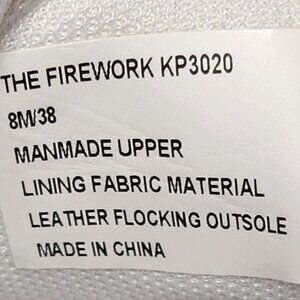 THE FIREWORK KP3020
8M/38
MANMADE UPPER
LINING FABRIC MATERIAL
LEATHER FLOCKING OUTSOLE
MADE IN CHINA